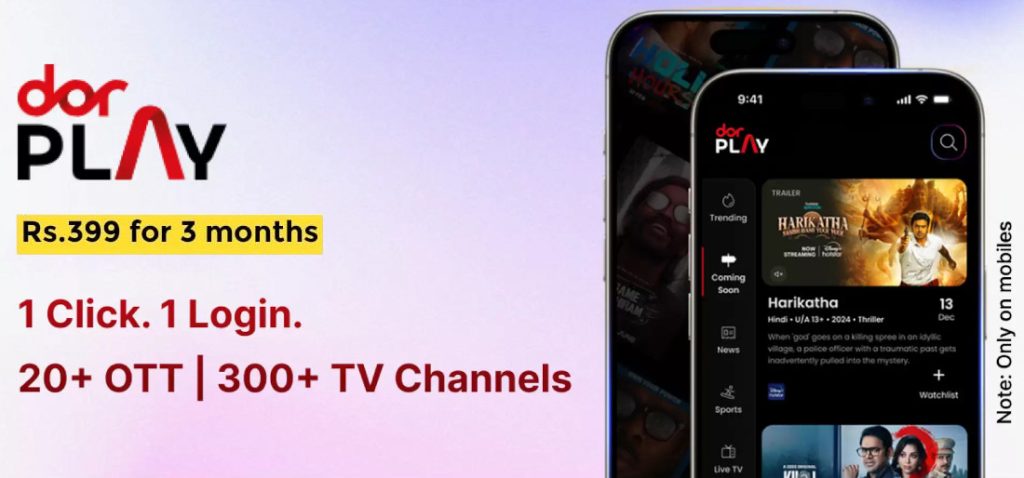 dor
PLAY
Rs.399 for 3 months
1 Click. 1 Login.
20+ OTT | 300+ TV Channels
HOLI
HOURS
9:41
dor
PLAY
Trending
Coming
Soon
News
Sports
Live TV
TRAILER
HARIKATHA
NOW
STREAMING
Disney+
hotstar
Harikatha
13
Dec
Hindi • U/A 13+ • 2024 • Thriller
When 'god' goes on a killing spree in an idyllic
village, a police officer with a traumatic past gets
inadvertently pulled into the mystery.
+
Watchlist
Note: Only on mobiles